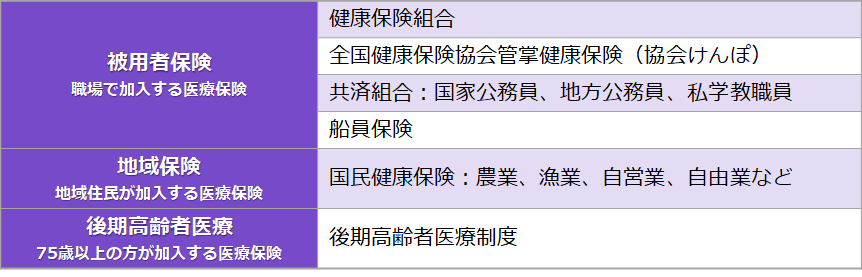 被用者保険
職場で加入する医療保険
健康保険組合
全国健康保険協会管掌健康保険（協会けんぽ）
共済組合：国家公務員、地方公務員、私学教職員
船員保険
地域保険
地域住民が加入する医療保険
国民健康保険：農業、漁業、自営業、自由業など
後期高齢者医療
75歳以上の方が加入する医療保険
後期高齢者医療制度